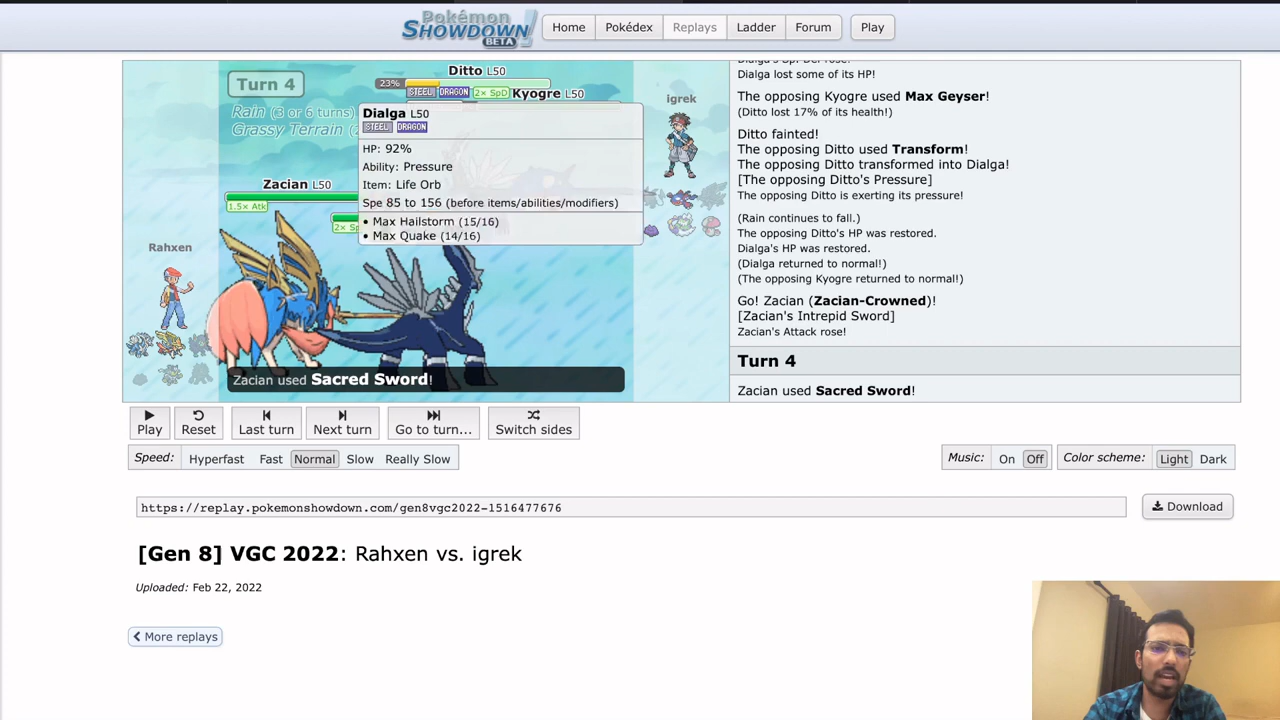 Pokémon
SHOWDOWN!
BETA
Home
Pokédex
Replays
Ladder
Forum
Play
Turn 4
Rain (3 or 6 turns)
Grassy Terrain
Ditto L50
23%
STEEL DRAGON 2× SpD
Kyogre L50
Dialga L50
STEEL DRAGON
HP: 92%
Ability: Pressure
Item: Life Orb
Spe 85 to 156 (before items/abilities/modifiers)
• Max Hailstorm (15/16)
• Max Quake (14/16)
Zacian L50
1.5× Atk
Rahxen
igrek
Zacian used Sacred Sword!
Dialga's Sp. Def rose!
Dialga lost some of its HP!
The opposing Kyogre used Max Geyser!
(Ditto lost 17% of its health!)
Ditto fainted!
The opposing Ditto used Transform!
The opposing Ditto transformed into Dialga!
[The opposing Ditto's Pressure]
The opposing Ditto is exerting its pressure!
(Rain continues to fall.)
The opposing Ditto's HP was restored.
Dialga's HP was restored.
(Dialga returned to normal!)
(The opposing Kyogre returned to normal!)
Go! Zacian (Zacian-Crowned)!
[Zacian's Intrepid Sword]
Zacian's Attack rose!
Turn 4
Zacian used Sacred Sword!
Play
Reset
Last turn
Next turn
Go to turn...
Switch sides
Speed: Hyperfast Fast Normal Slow Really Slow
Music: On Off
Color scheme: Light Dark
https://replay.pokemonshowdown.com/gen8vgc2022-1516477676
Download
[Gen 8] VGC 2022: Rahxen vs. igrek
Uploaded: Feb 22, 2022
More replays